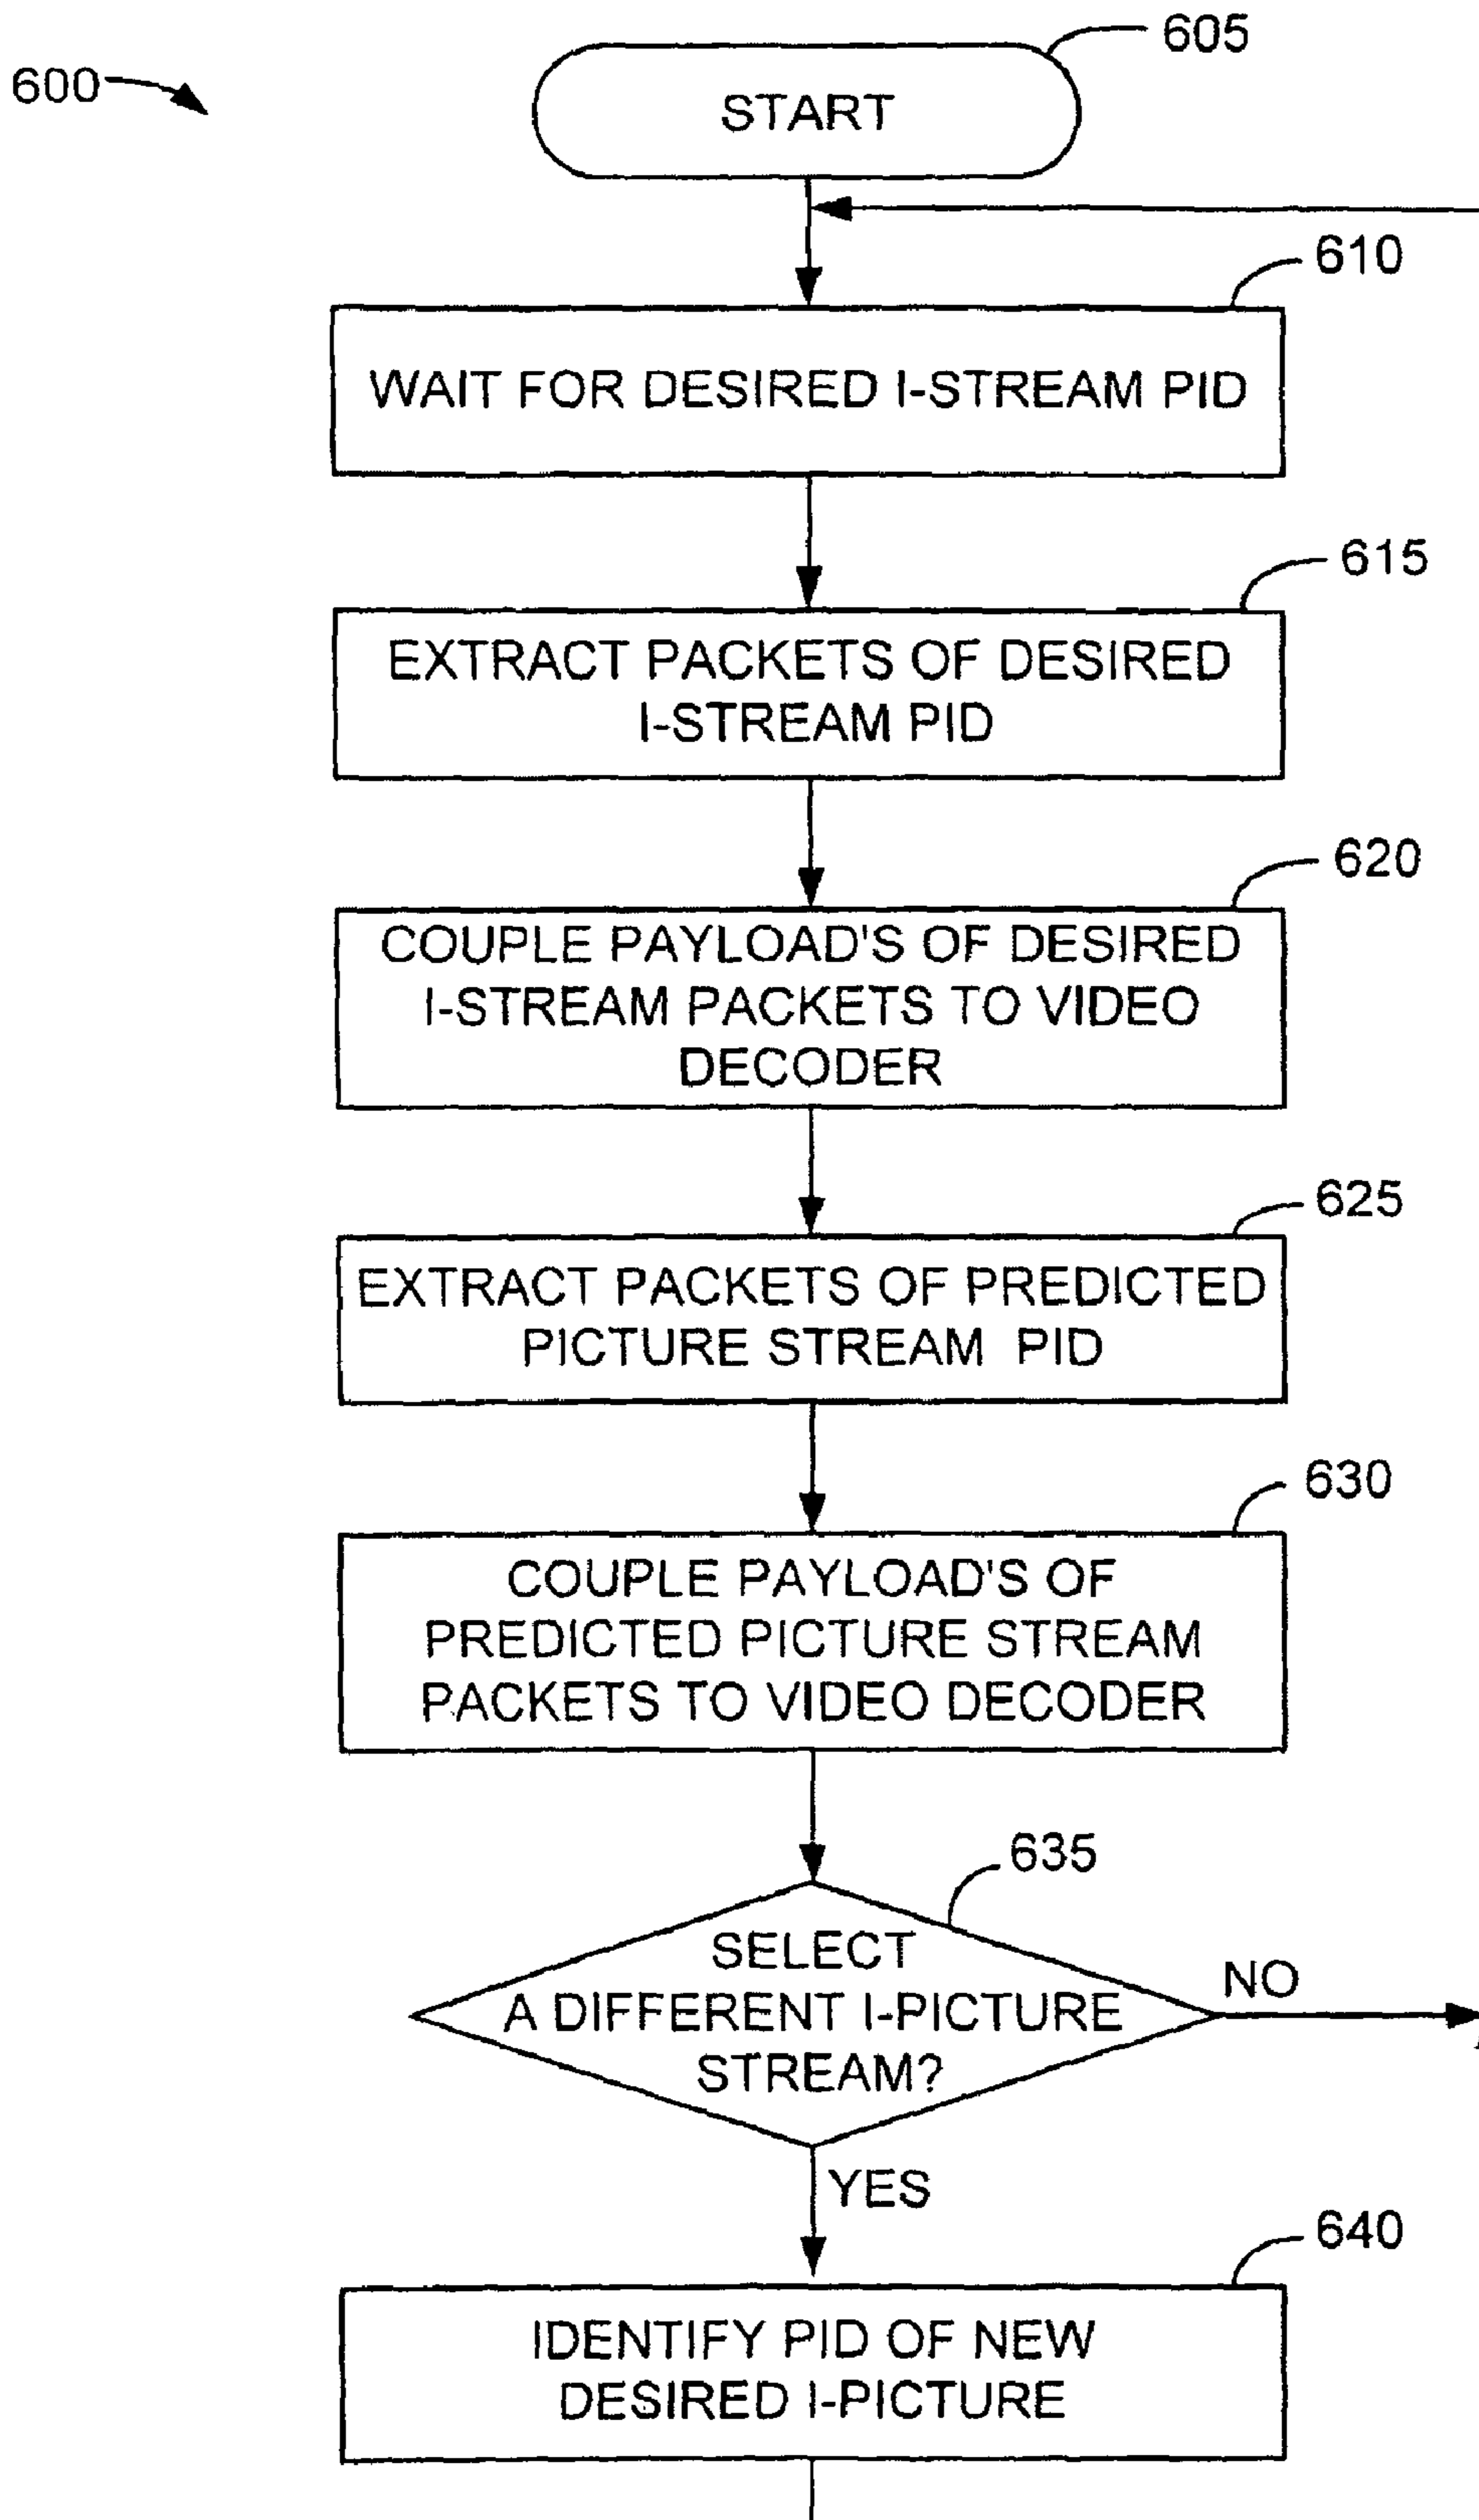 605
600
START
610
WAIT FOR DESIRED I-STREAM PID
615
EXTRACT PACKETS OF DESIRED
I-STREAM PID
620
COUPLE PAYLOAD'S OF DESIRED
I-STREAM PACKETS TO VIDEO
DECODER
625
EXTRACT PACKETS OF PREDICTED
PICTURE STREAM PID
630
COUPLE PAYLOAD'S OF
PREDICTED PICTURE STREAM
PACKETS TO VIDEO DECODER
635
SELECT
A DIFFERENT I-PICTURE
STREAM?
NO
YES
640
IDENTIFY PID OF NEW
DESIRED I-PICTURE